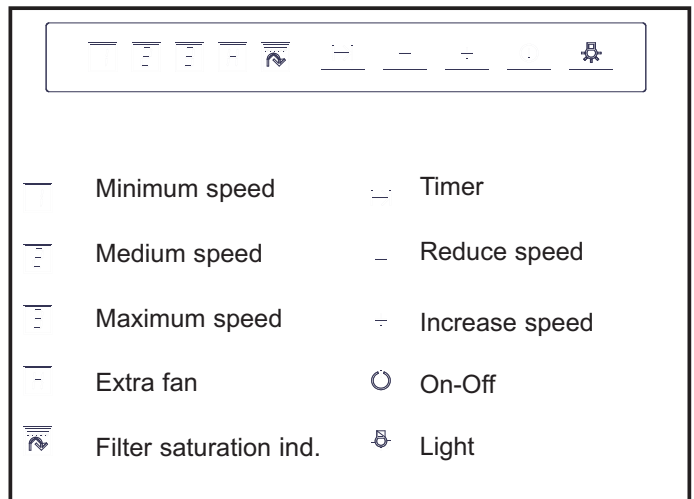 Minimum speed
Medium speed
Maximum speed
Extra fan
Filter saturation ind.
Timer
Reduce speed
Increase speed
On-Off
Light